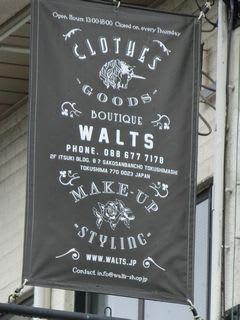 Open. Hours 13:00-18:00 Closed on. every Thursday
CLOTHES
-GOODS-
BOUTIQUE
WALTS
PHONE. 088 677 7178
2F ITSUKI BLDG. 8 7 SAKOSANBANCHO TOKUSHIMASHI
TOKUSHIMA 770 0023 JAPAN
MAKE-UP
-STYLING-
WWW.WALTS.JP
Contact. info@walts-shop.jp